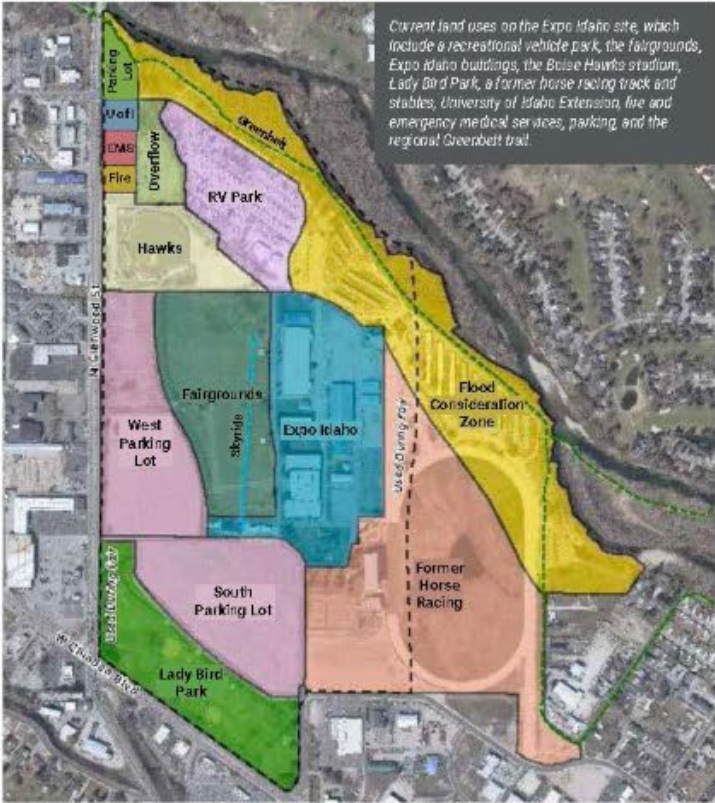 Current land uses on the Expo Idaho site, which
include a recreational vehicle park, the fairgrounds,
Expo Idaho buildings, the Boise Hawks stadium,
Lady Bird Park, a former horse racing track and
stables, University of Idaho Extension, fire and
emergency medical services, parking, and the
regional Greenbelt trail.
Parking
Lot
UofI
EMS
Fire
Overflow
Greenbelt
RV Park
Hawks
N Glenwood St
Fairgrounds
Skyride
Expo Idaho
West
Parking
Lot
Used During Fair
Flood
Consideration
Zone
Former
Horse
Racing
South
Parking Lot
Used During Fair
Lady Bird
Park
W Chinden Blvd